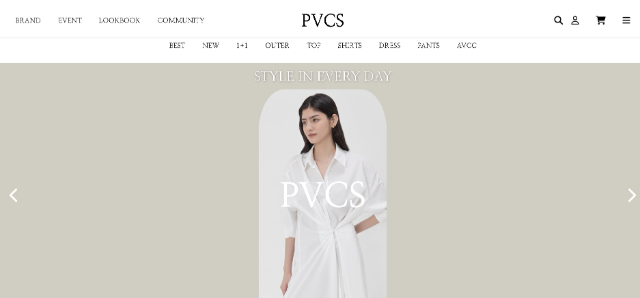 BRAND EVENT LOOKBOOK COMMUNITY PVCS
BEST NEW 1+1 OUTER TOP SHIRTS DRESS PANTS AVCC
STYLE IN EVERY DAY
PVCS